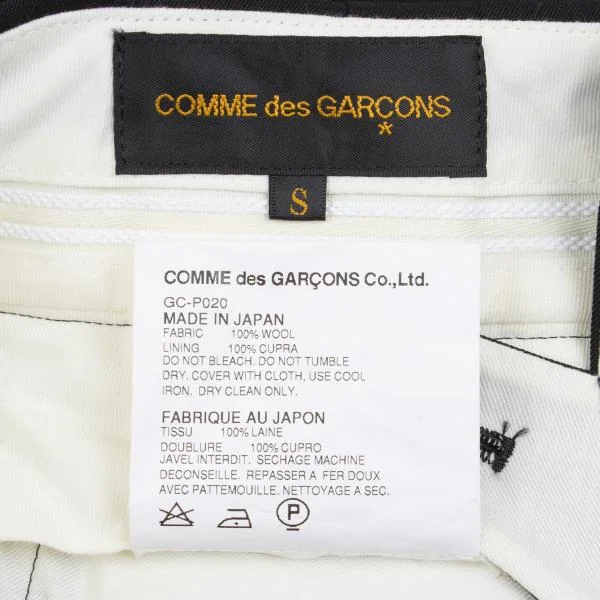 COMME des GARÇONS
*
S
COMME des GARÇONS Co.,Ltd.
GC-P020
MADE IN JAPAN
FABRIC 100% WOOL
LINING 100% CUPRA
DO NOT BLEACH. DO NOT TUMBLE
DRY. COVER WITH CLOTH, USE COOL
IRON. DRY CLEAN ONLY
FABRIQUE AU JAPON
TISSU 100% LAINE
DOUBLURE 100% CUPRO
JAVEL INTERDIT. SECHAGE MACHINE
DECONSEILLE. REPASSER A FER DOUX
AVEC PATTEMOUILLE. NETTOYAGE A SEC.
P